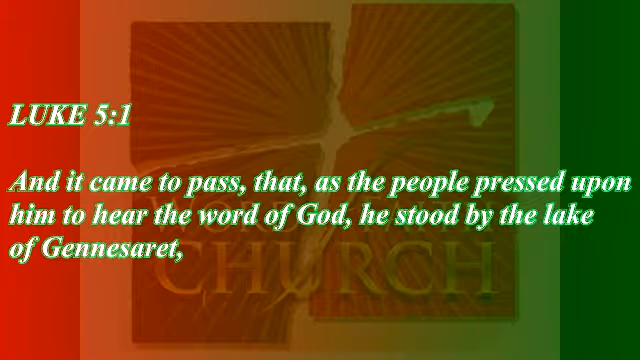 LUKE 5:1
And it came to pass, that, as the people pressed upon
him to hear the word of God, he stood by the lake
of Gennesaret,
CHURCH